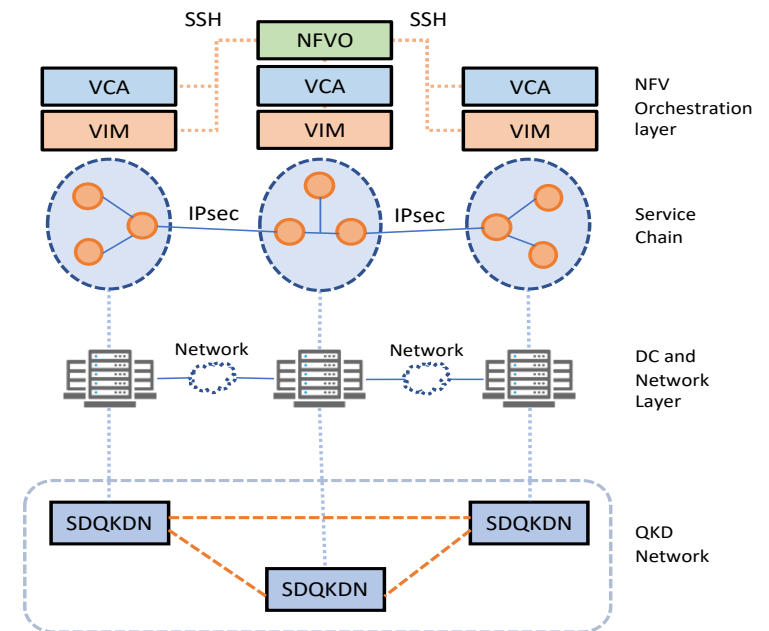 SSH
SSH
NFVO
VCA
VCA
VCA
NFV
Orchestration
layer
VIM
VIM
VIM
IPsec
IPsec
Service
Chain
Network
Network
DC and
Network
Layer
SDQKDN
SDQKDN
QKD
Network
SDQKDN